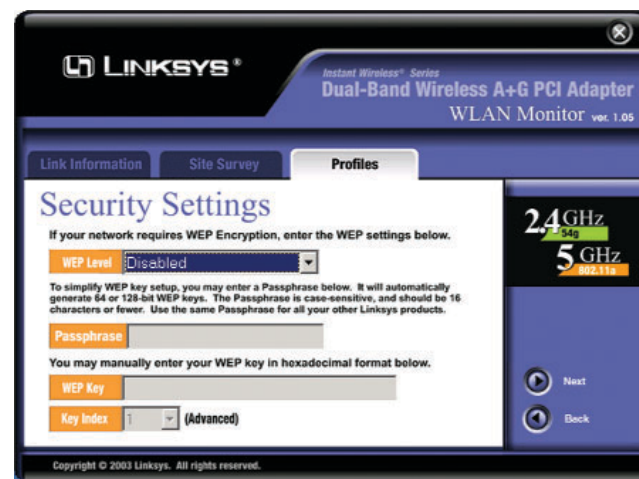 LINKSYS®
Instant Wireless® Series
Dual-Band Wireless A+G PCI Adapter
WLAN Monitor ver. 1.05
Link Information
Site Survey
Profiles
Security Settings
If your network requires WEP Encryption, enter the WEP settings below.
WEP Level Disabled
To simplify WEP key setup, you may enter a Passphrase below. It will automatically
generate 64 or 128-bit WEP keys. The Passphrase is case-sensitive, and should be 16
characters or fewer. Use the same Passphrase for all your other Linksys products.
Passphrase
You may manually enter your WEP key in hexadecimal format below.
WEP Key
Key Index 1 (Advanced)
2.4GHz
54g
5 GHz
802.11a
Next
Back
Copyright © 2003 Linksys. All rights reserved.